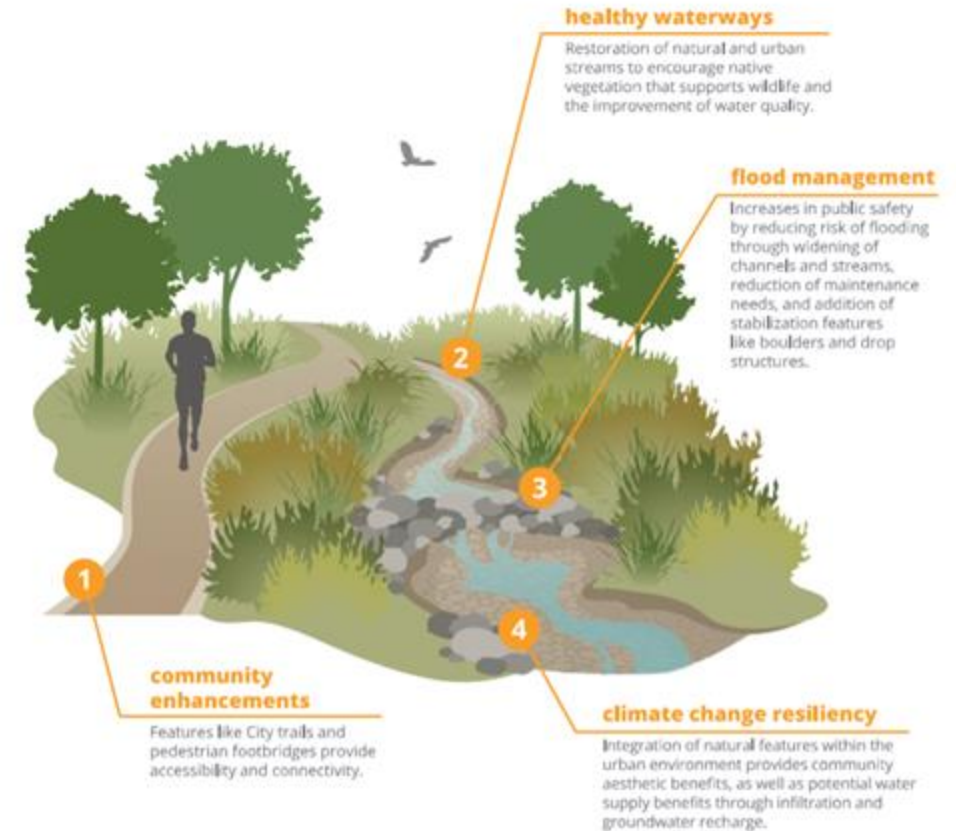 healthy waterways
Restoration of natural and urban
streams to encourage native
vegetation that supports wildlife and
the improvement of water quality.
flood management
Increases in public safety
by reducing risk of flooding
through widening of
channels and streams,
reduction of maintenance
needs, and addition of
stabilization features
like boulders and drop
structures.
2
3
1
4
community
enhancements
Features like City trails and
pedestrian footbridges provide
accessibility and connectivity.
climate change resiliency
Integration of natural features within the
urban environment provides community
aesthetic benefits, as well as potential water
supply benefits through infiltration and
groundwater recharge.